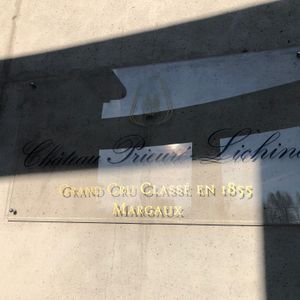 Château Prieuré-Lichine
Grand Cru Classé en 1855
Margaux